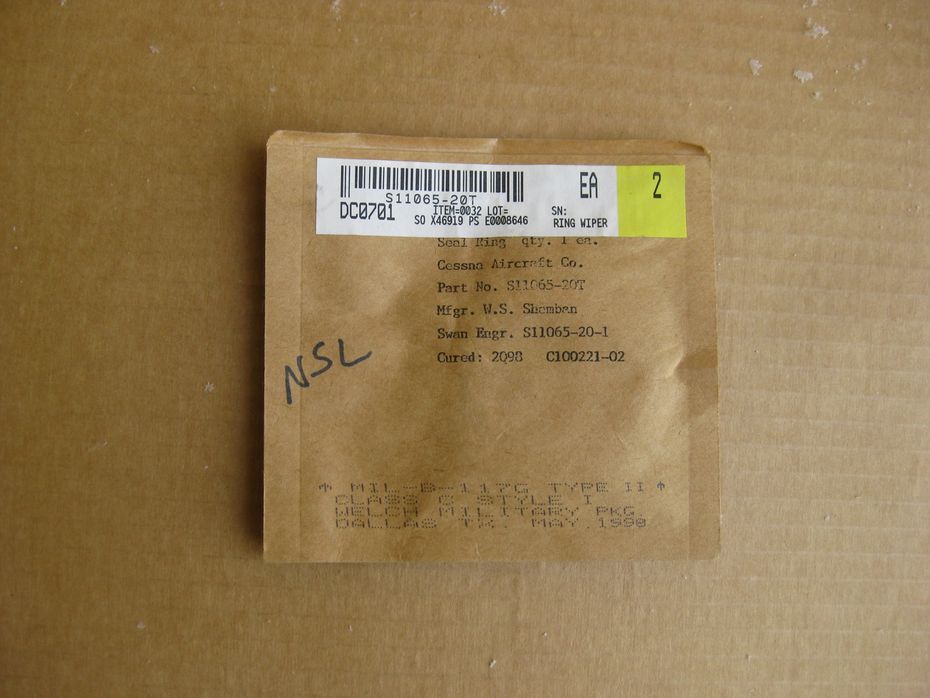 S11065-20T
EA
2
DC0701
ITEM=0032 LOT=
SN:
SO X46919 PS E0008646
RING WIPER
Seal Ring qty. 1 ea.
Cessna Aircraft Co.
Part No. S11065-20T
Mfgr. W.S. Shamban
Swan Engr. S11065-20-1
Cured: 2Q98 C100221-02
NSL
↑ MIL-B-117G TYPE II ↑
CLASS C STYLE I
WELCH MILITARY PKG.
DALLAS TX. MAY 1998